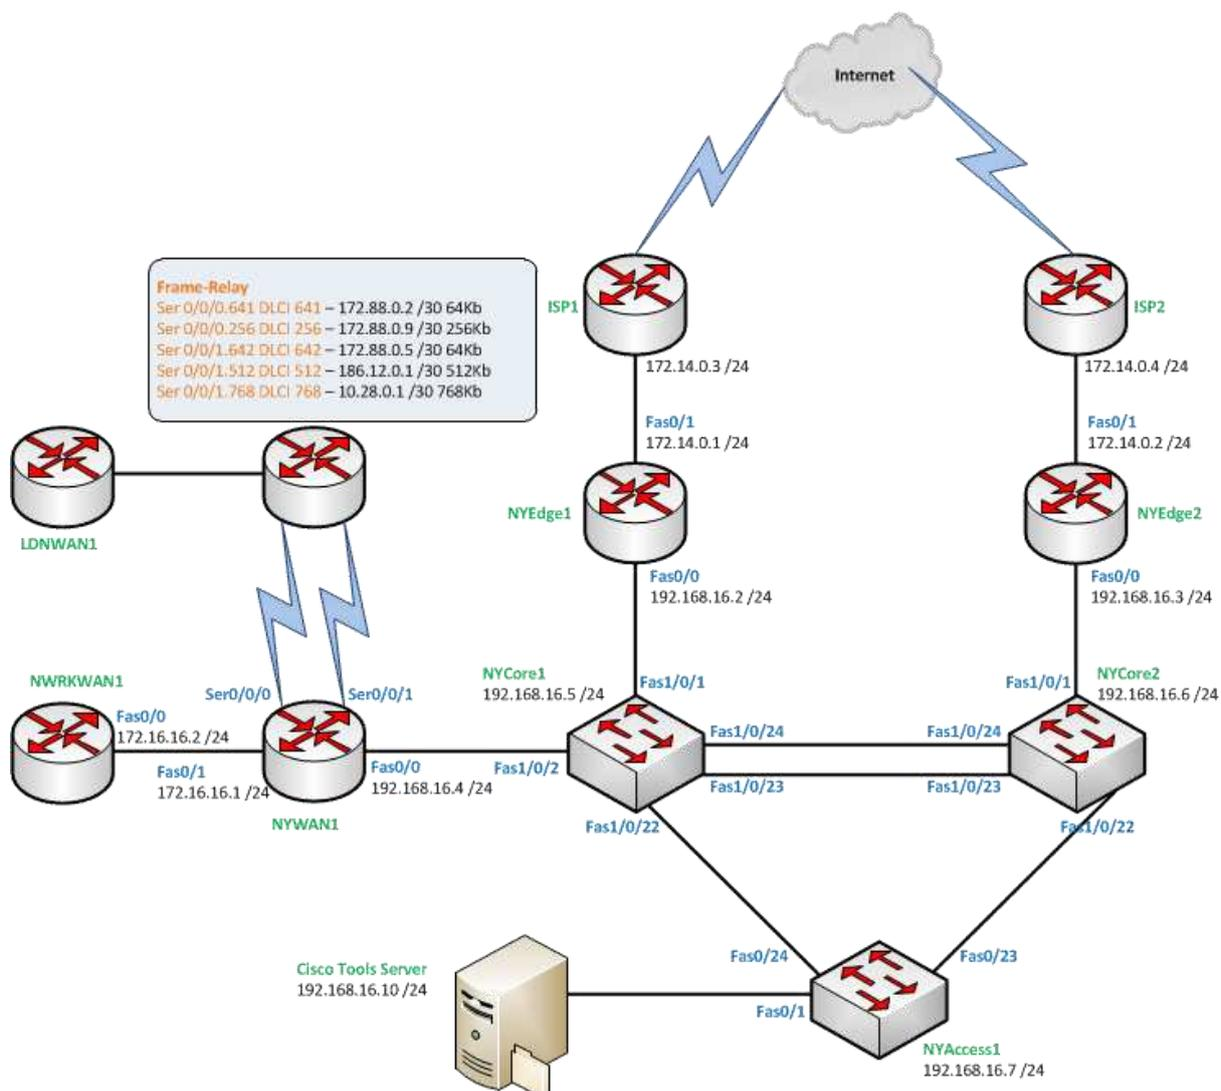 Internet
Frame-Relay
Ser 0/0/0.641 DLCI 641 – 172.88.0.2 /30 64Kb
Ser 0/0/0.256 DLCI 256 – 172.88.0.9 /30 256Kb
Ser 0/0/1.642 DLCI 642 – 172.88.0.5 /30 64Kb
Ser 0/0/1.512 DLCI 512 – 186.12.0.1 /30 512Kb
Ser 0/0/1.768 DLCI 768 – 10.28.0.1 /30 768Kb
ISP1
172.14.0.3 /24
ISP2
172.14.0.4 /24
Fas0/1
172.14.0.1 /24
Fas0/1
172.14.0.2 /24
NYEdge1
NYEdge2
LDNWAN1
Fas0/0
192.168.16.2 /24
Fas0/0
192.168.16.3 /24
NWRKWAN1
Fas0/0
172.16.16.2 /24
Fas0/1
172.16.16.1 /24
Ser0/0/0
Ser0/0/1
NYWAN1
Fas0/0
192.168.16.4 /24
NYCore1
192.168.16.5 /24
Fas1/0/1
Fas1/0/2
Fas1/0/24
Fas1/0/23
Fas1/0/22
NYCore2
192.168.16.6 /24
Fas1/0/1
Fas1/0/24
Fas1/0/23
Fas1/0/22
Cisco Tools Server
192.168.16.10 /24
Fas0/24
Fas0/23
Fas0/1
NYAccess1
192.168.16.7 /24